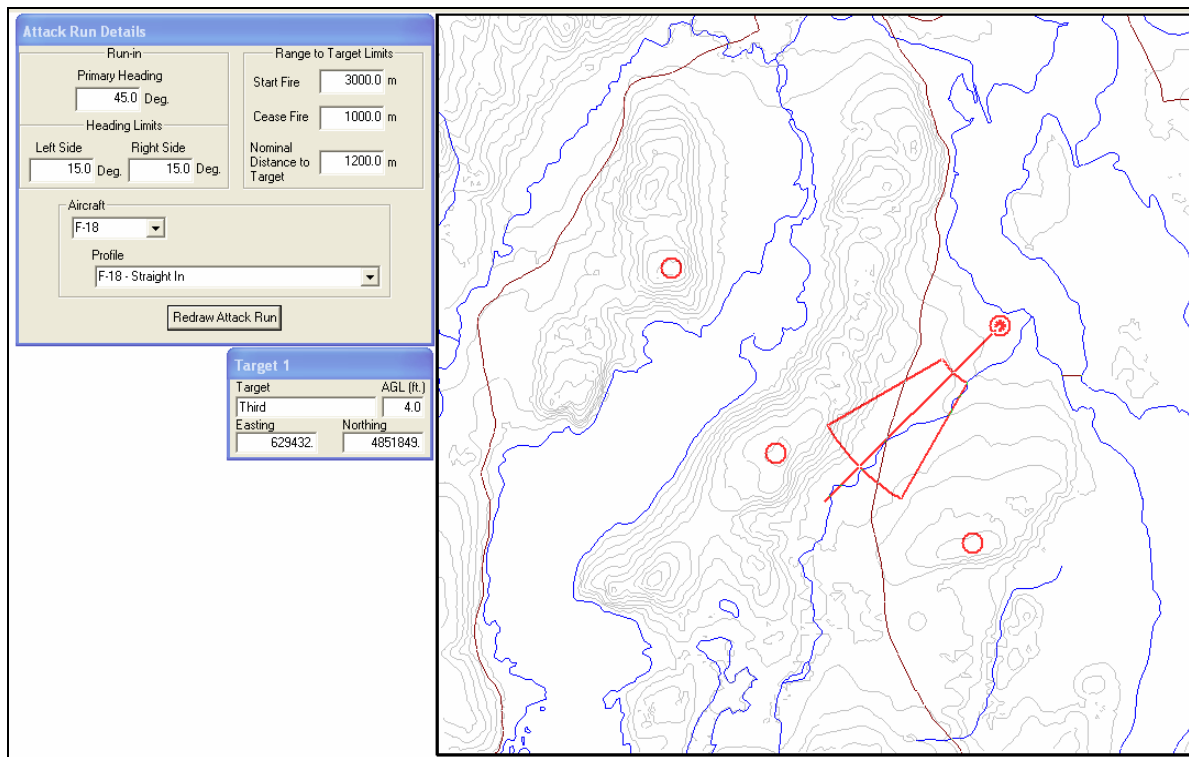 Attack Run Details
Run-in
Primary Heading
45.0 Deg.
Heading Limits
Left Side Right Side
15.0 Deg. 15.0 Deg.
Range to Target Limits
Start Fire 3000.0 m
Cease Fire 1000.0 m
Nominal
Distance to
Target
1200.0 m
Aircraft
F-18
Profile
F-18 - Straight In
Redraw Attack Run
Target 1
Target AGL (ft.)
Third 4.0
Easting Northing
629432. 4851849.